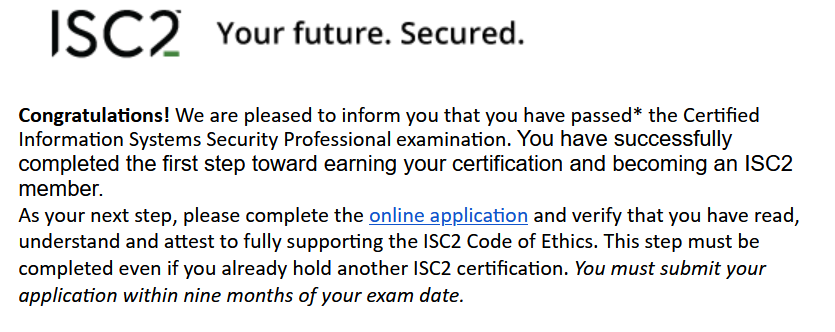 ISC2 Your future. Secured.
Congratulations! We are pleased to inform you that you have passed* the Certified
Information Systems Security Professional examination. You have successfully
completed the first step toward earning your certification and becoming an ISC2
member.
As your next step, please complete the online application and verify that you have read,
understand and attest to fully supporting the ISC2 Code of Ethics. This step must be
completed even if you already hold another ISC2 certification. You must submit your
application within nine months of your exam date.